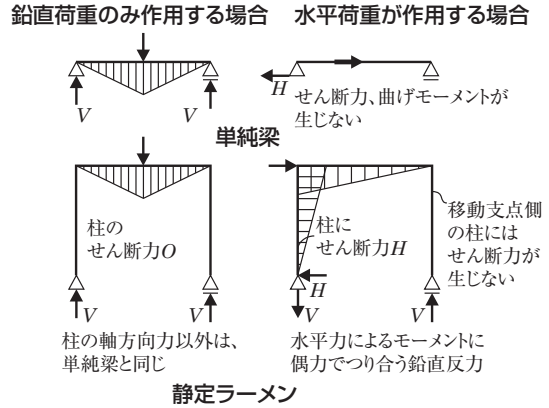 鉛直荷重のみ作用する場合
水平荷重が作用する場合
V
V
H
せん断力、曲げモーメントが
生じない
単純梁
柱の
せん断力O
V
V
柱の軸方向力以外は、
単純梁と同じ
柱に
せん断力H
移動支点側
の柱には
せん断力が
生じない
H
V
V
水平力によるモーメントに
偶力でつり合う鉛直反力
静定ラーメン